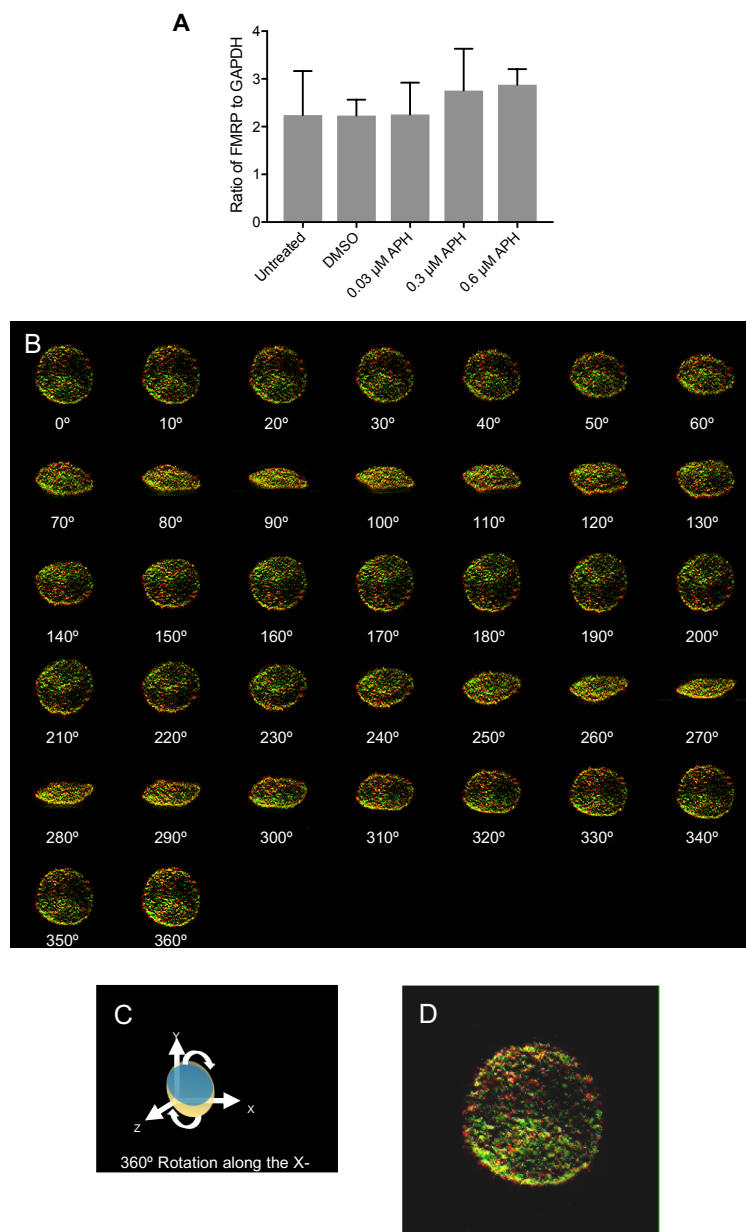 A
Ratio of FMRP to GAPDH
4
3
2
1
0
Untreated
DMSO
0.03 µM APH
0.3 µM APH
0.6 µM APH
B
0º 10º 20º 30º 40º 50º 60º
70º 80º 90º 100º 110º 120º 130º
140º 150º 160º 170º 180º 190º 200º
210º 220º 230º 240º 250º 260º 270º
280º 290º 300º 310º 320º 330º 340º
350º 360º
C
Y
X
Z
360º Rotation along the X-
D